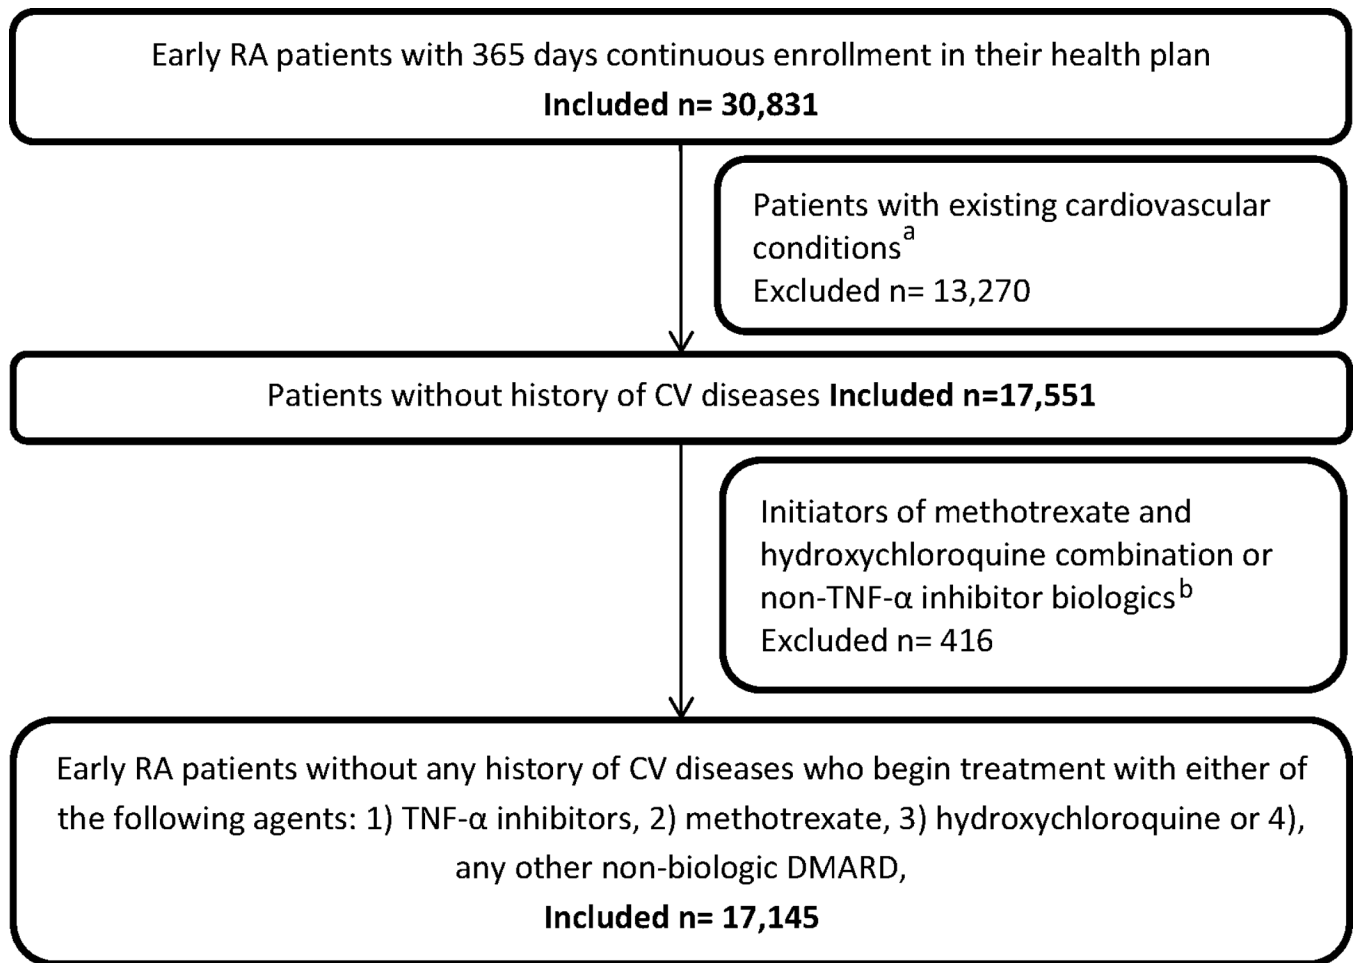 Early RA patients with 365 days continuous enrollment in their health plan
Included n= 30,831
Patients with existing cardiovascular
conditionsᵃ
Excluded n= 13,270
Patients without history of CV diseases Included n=17,551
Initiators of methotrexate and
hydroxychloroquine combination or
non-TNF-α inhibitor biologicsᵇ
Excluded n= 416
Early RA patients without any history of CV diseases who begin treatment with either of
the following agents: 1) TNF-α inhibitors, 2) methotrexate, 3) hydroxychloroquine or 4),
any other non-biologic DMARD,
Included n= 17,145